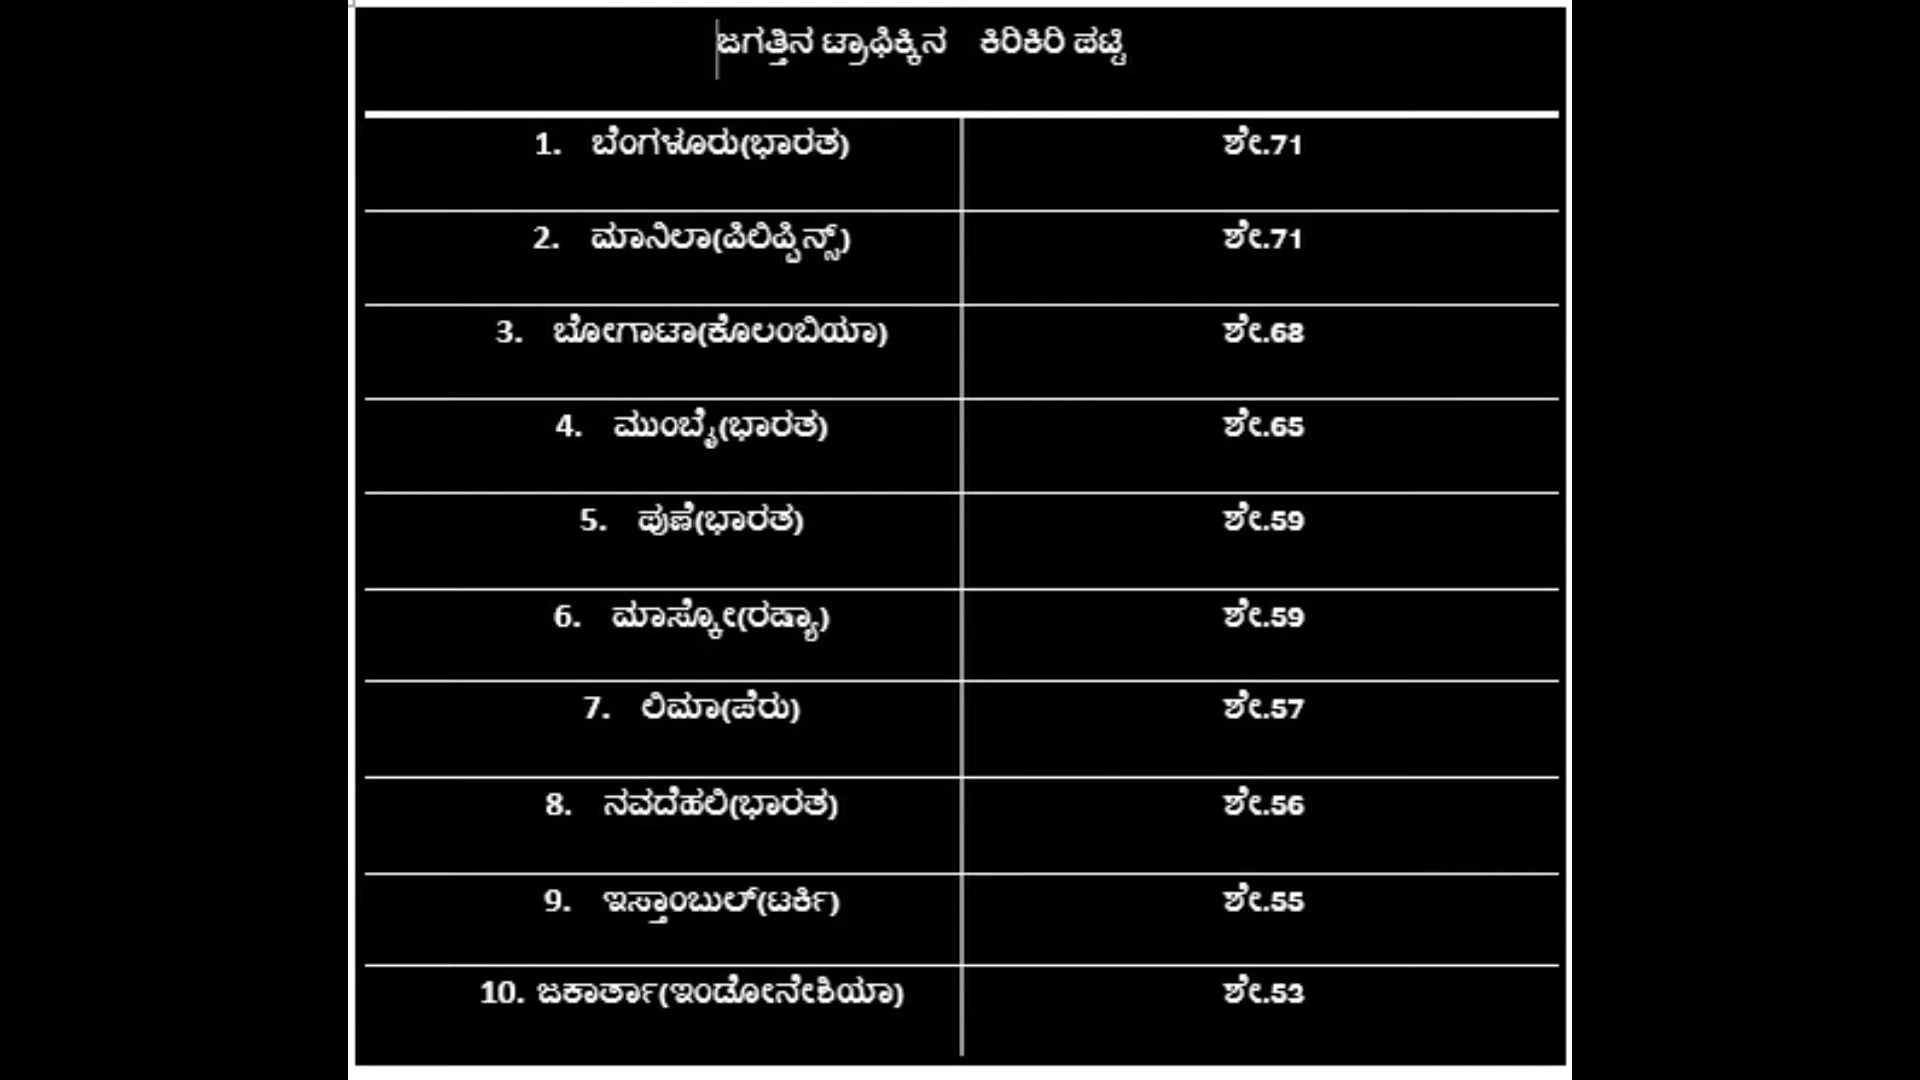 ಜಗತ್ತಿನ ಟ್ರಾಫಿಕ್ಕಿನ ಕಿರಿಕಿರಿ ಪಟ್ಟಿ
1. ಬೆಂಗಳೂರು(ಭಾರತ) ಶೇ.71
2. ಮಾನಿಲಾ(ಪಿಲಿಪ್ಪಿನ್ಸ್) ಶೇ.71
3. ಬೋಗಾಟಾ(ಕೊಲಂಬಿಯಾ) ಶೇ.68
4. ಮುಂಬೈ(ಭಾರತ) ಶೇ.65
5. ಪುಣೆ(ಭಾರತ) ಶೇ.59
6. ಮಾಸ್ಕೋ(ರಷ್ಯಾ) ಶೇ.59
7. ಲಿಮಾ(ಪೆರು) ಶೇ.57
8. ನವದೆಹಲಿ(ಭಾರತ) ಶೇ.56
9. ಇಸ್ತಾಂಬುಲ್(ಟರ್ಕಿ) ಶೇ.55
10. ಜಕಾರ್ತಾ(ಇಂಡೋನೇಶಿಯಾ) ಶೇ.53